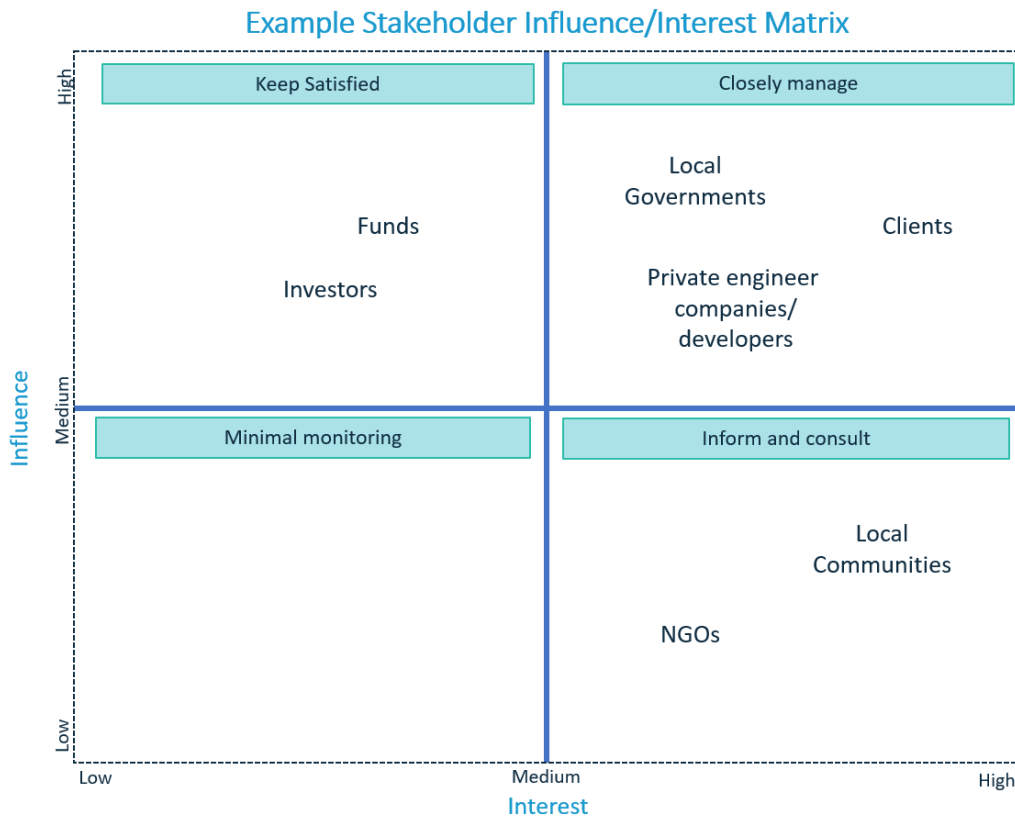 Example Stakeholder Influence/Interest Matrix
High
Keep Satisfied
Closely manage
Local
Governments
Funds
Clients
Investors
Private engineer
companies/
developers
Influence
Medium
Minimal monitoring
Inform and consult
Local
Communities
NGOs
Low
Low
Medium
High
Interest